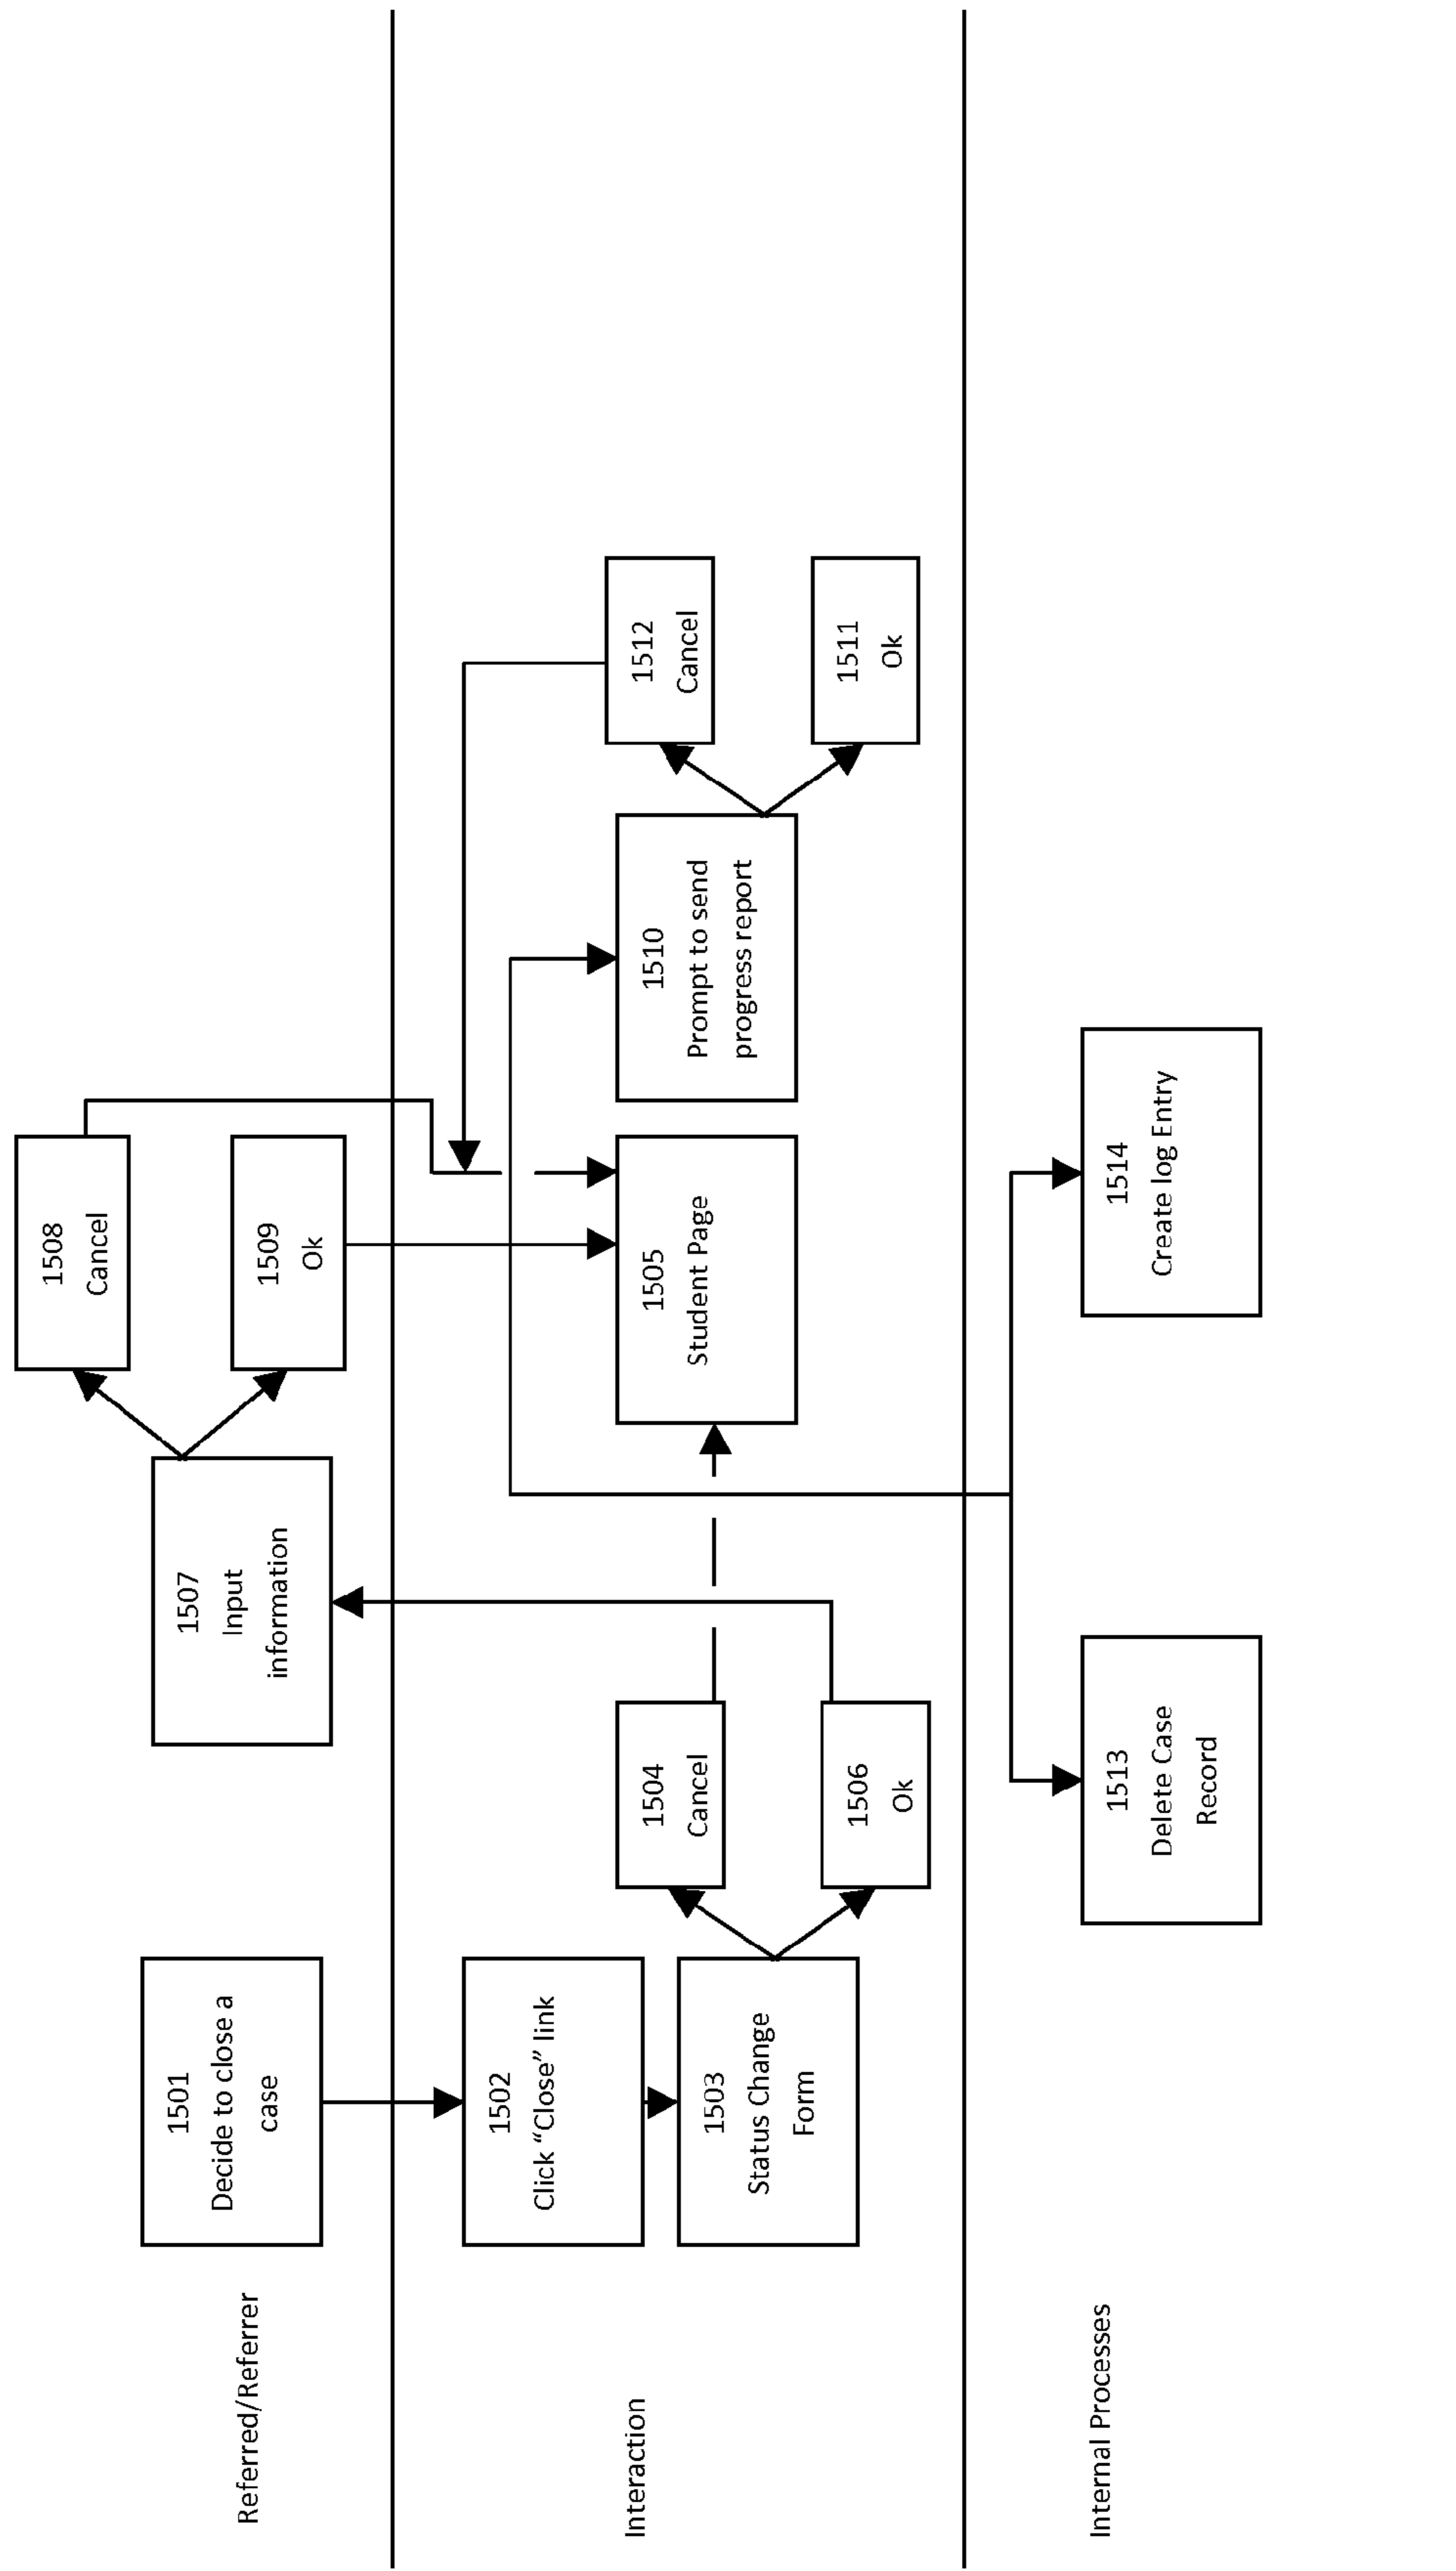 Referred/Referrer
1501
Decide to close a
case
1507
Input
information
1508
Cancel
1509
Ok
Interaction
1502
Click “Close” link
1503
Status Change
Form
1504
Cancel
1506
Ok
1505
Student Page
1510
Prompt to send
progress report
1512
Cancel
1511
Ok
Internal Processes
1513
Delete Case
Record
1514
Create log Entry